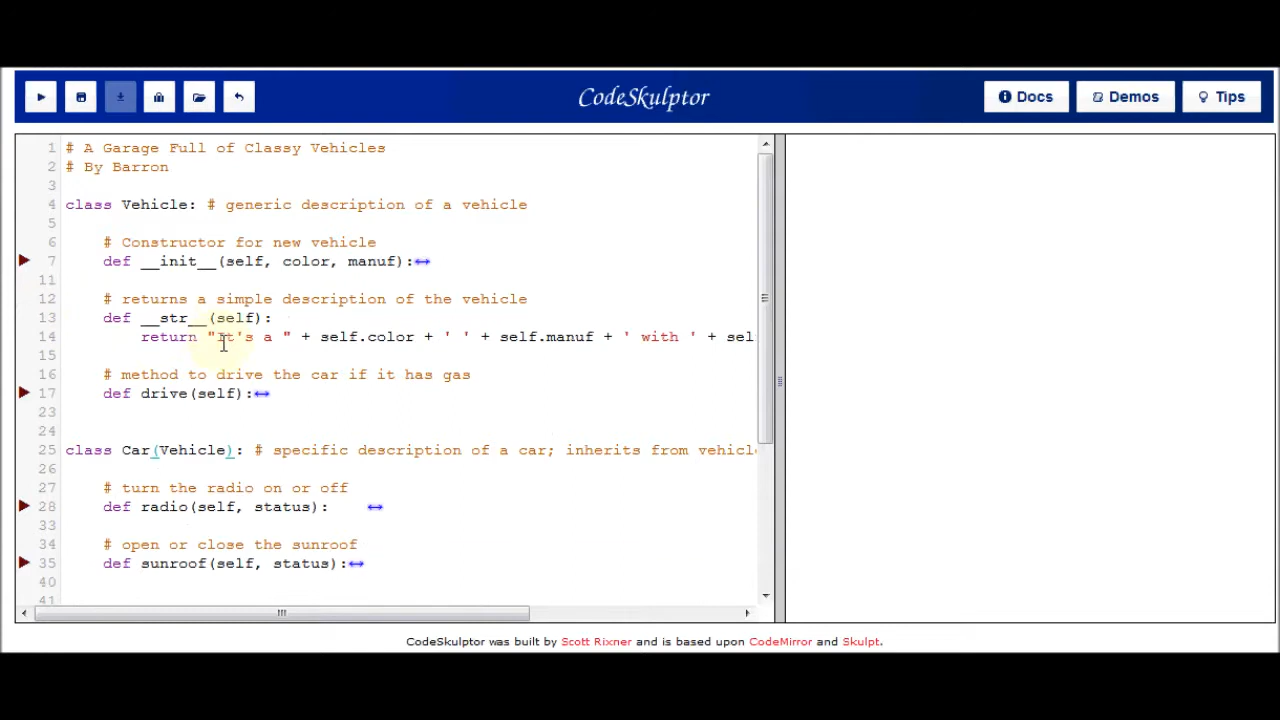 CodeSkulptor
Docs
Demos
Tips
1 # A Garage Full of Classy Vehicles
2 # By Barron
3
4 class Vehicle: # generic description of a vehicle
5
6 # Constructor for new vehicle
7 def __init__(self, color, manuf):
11
12 # returns a simple description of the vehicle
13 def __str__(self):
14 return "It's a " + self.color + ' ' + self.manuf + ' with ' + sel
15
16 # method to drive the car if it has gas
17 def drive(self):
23
24
25 class Car(Vehicle): # specific description of a car; inherits from vehicl
26
27 # turn the radio on or off
28 def radio(self, status):
33
34 # open or close the sunroof
35 def sunroof(self, status):
40
41
CodeSkulptor was built by Scott Rixner and is based upon CodeMirror and Skulpt.